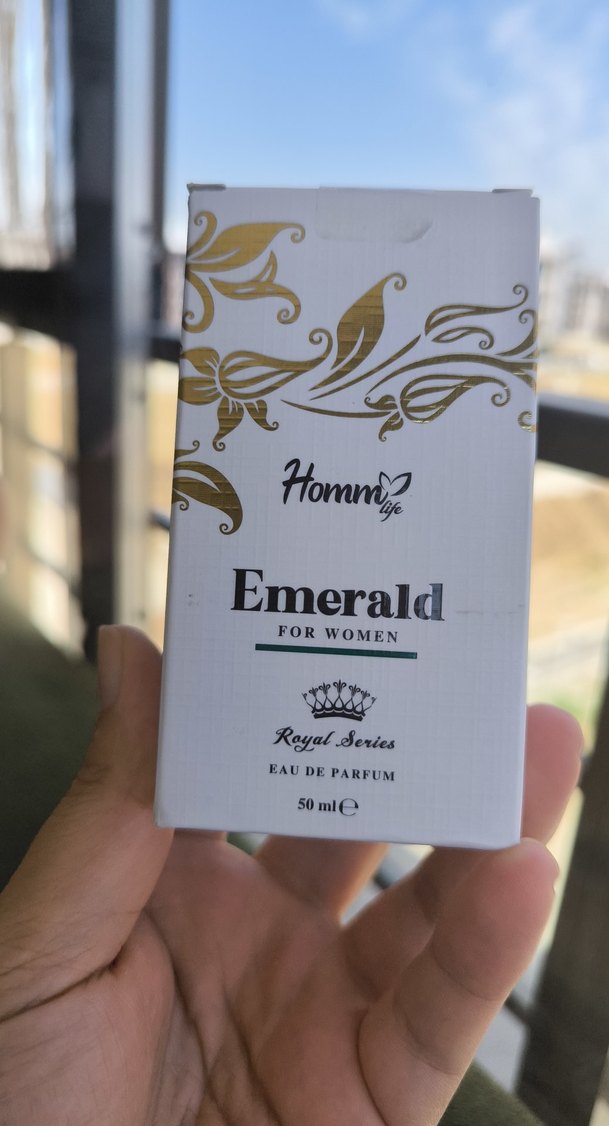 Homm
life
Emerald
FOR WOMEN
Royal Series
EAU DE PARFUM
50 ml ℮